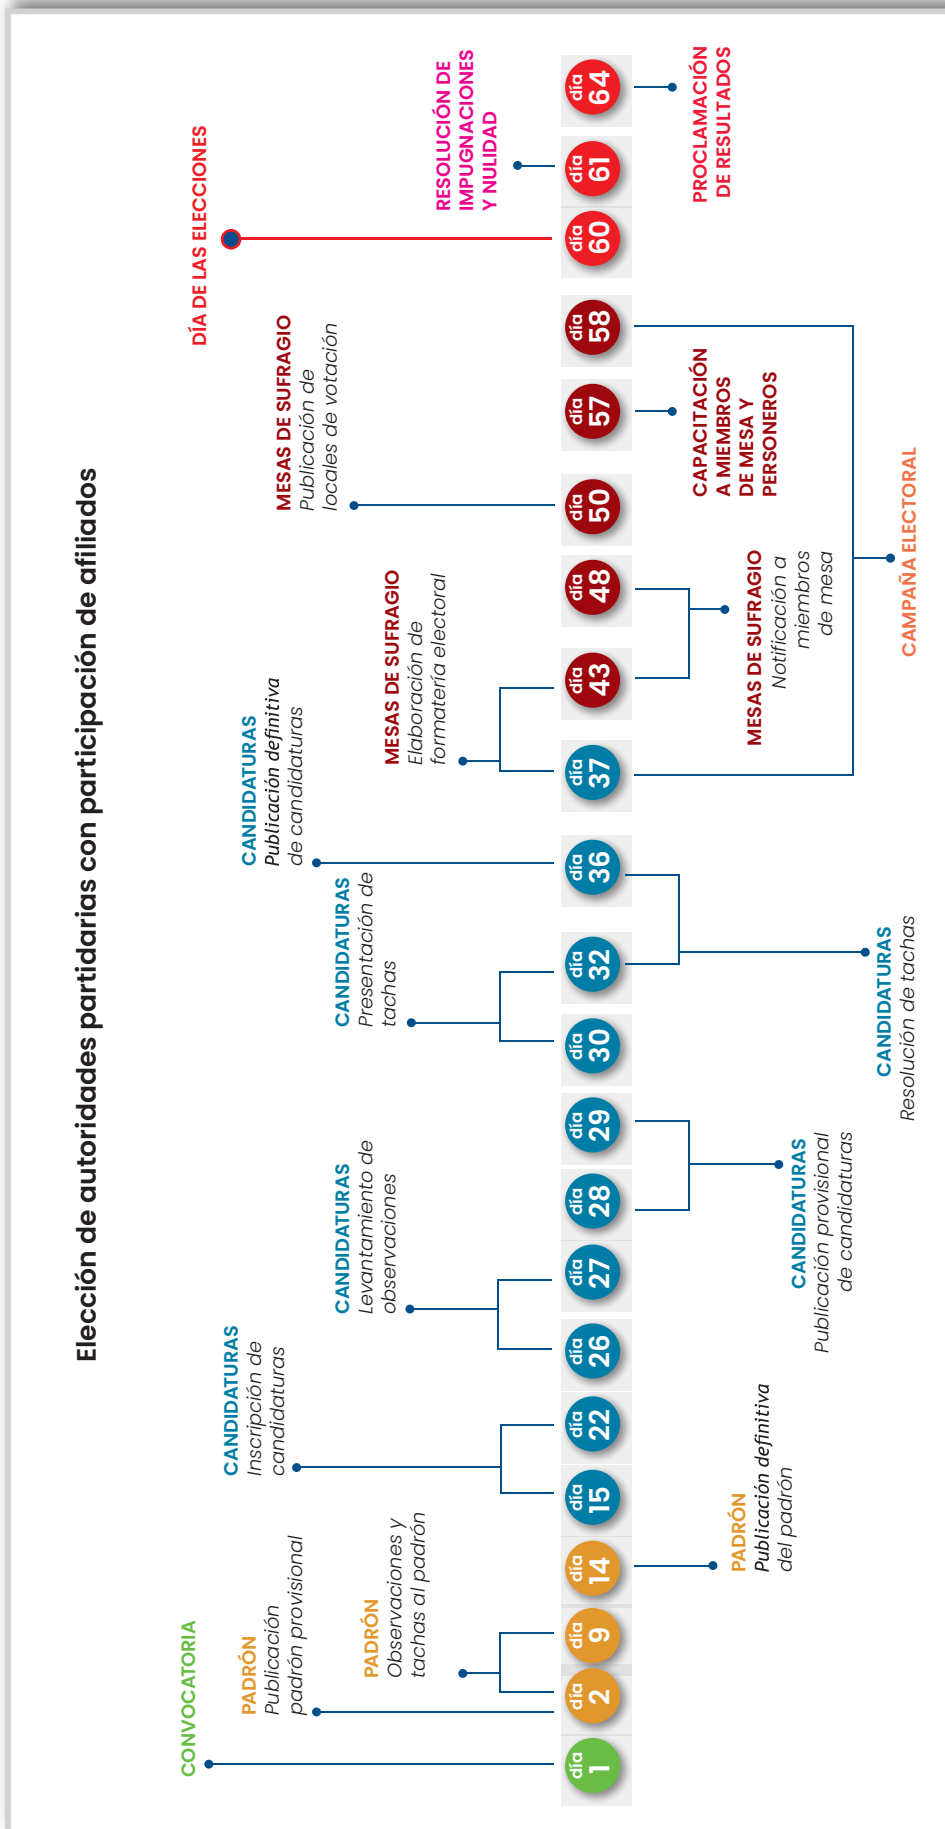 Elección de autoridades partidarias con participación de afiliados
CONVOCATORIA
PADRÓN
Publicación
padrón provisional
PADRÓN
Observaciones y
tachas al padrón
CANDIDATURAS
Inscripción de
candidaturas
CANDIDATURAS
Levantamiento de
observaciones
CANDIDATURAS
Presentación de
tachas
CANDIDATURAS
Publicación definitiva
de candidaturas
MESAS DE SUFRAGIO
Elaboración de
formatería electoral
MESAS DE SUFRAGIO
Publicación de
locales de votación
DÍA DE LAS ELECCIONES
RESOLUCIÓN DE
IMPUGNACIONES
Y NULIDAD
día
1
día
2
día
9
día
14
día
15
día
22
día
26
día
27
día
28
día
29
día
30
día
32
día
36
día
37
día
43
día
48
día
50
día
57
día
58
día
60
día
61
día
64
PADRÓN
Publicación definitiva
del padrón
CANDIDATURAS
Publicación provisional
de candidaturas
CANDIDATURAS
Resolución de tachas
MESAS DE SUFRAGIO
Notificación a
miembros
de mesa
CAPACITACIÓN
A MIEMBROS
DE MESA Y
PERSONEROS
CAMPAÑA ELECTORAL
PROCLAMACIÓN
DE RESULTADOS